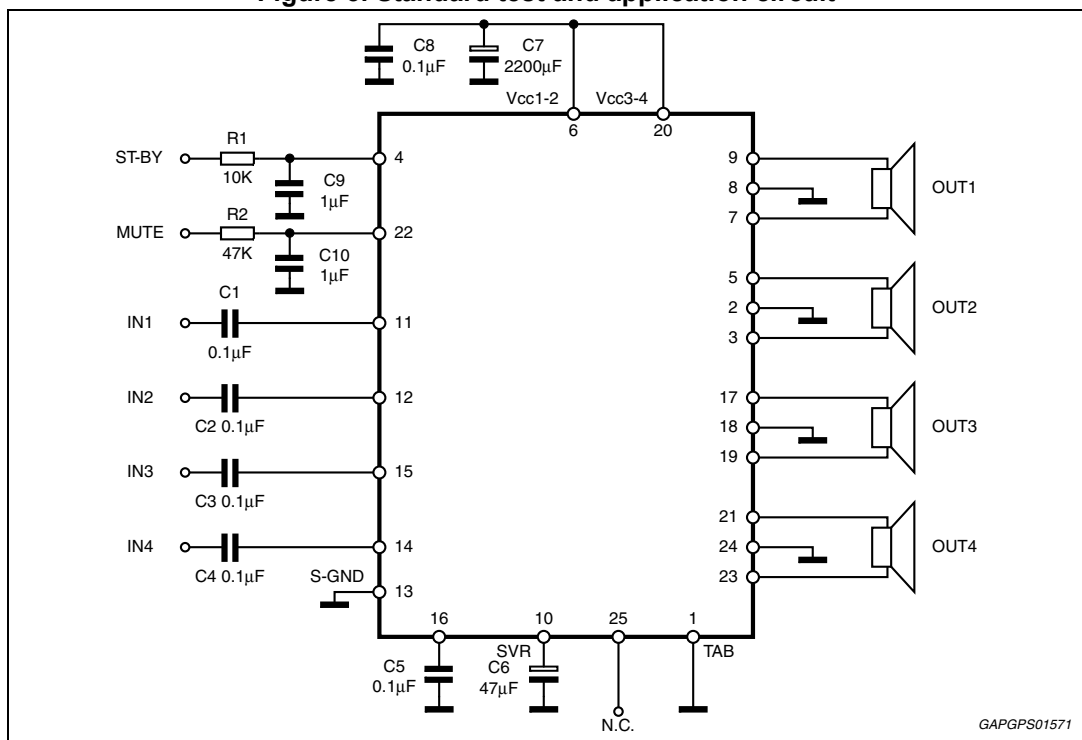 Figure 6. Standard test and application circuit
C8
0.1μF
C7
2200μF
Vcc1-2
Vcc3-4
6
20
ST-BY
R1
10K
4
C9
1μF
MUTE
R2
47K
22
C10
1μF
IN1
C1
0.1μF
11
IN2
C2 0.1μF
12
IN3
C3 0.1μF
15
IN4
C4 0.1μF
14
S-GND
13
9
8
7
OUT1
5
2
3
OUT2
17
18
19
OUT3
21
24
23
OUT4
16
10
25
1
SVR
TAB
C5
0.1μF
C6
47μF
N.C.
GAPGPS01571